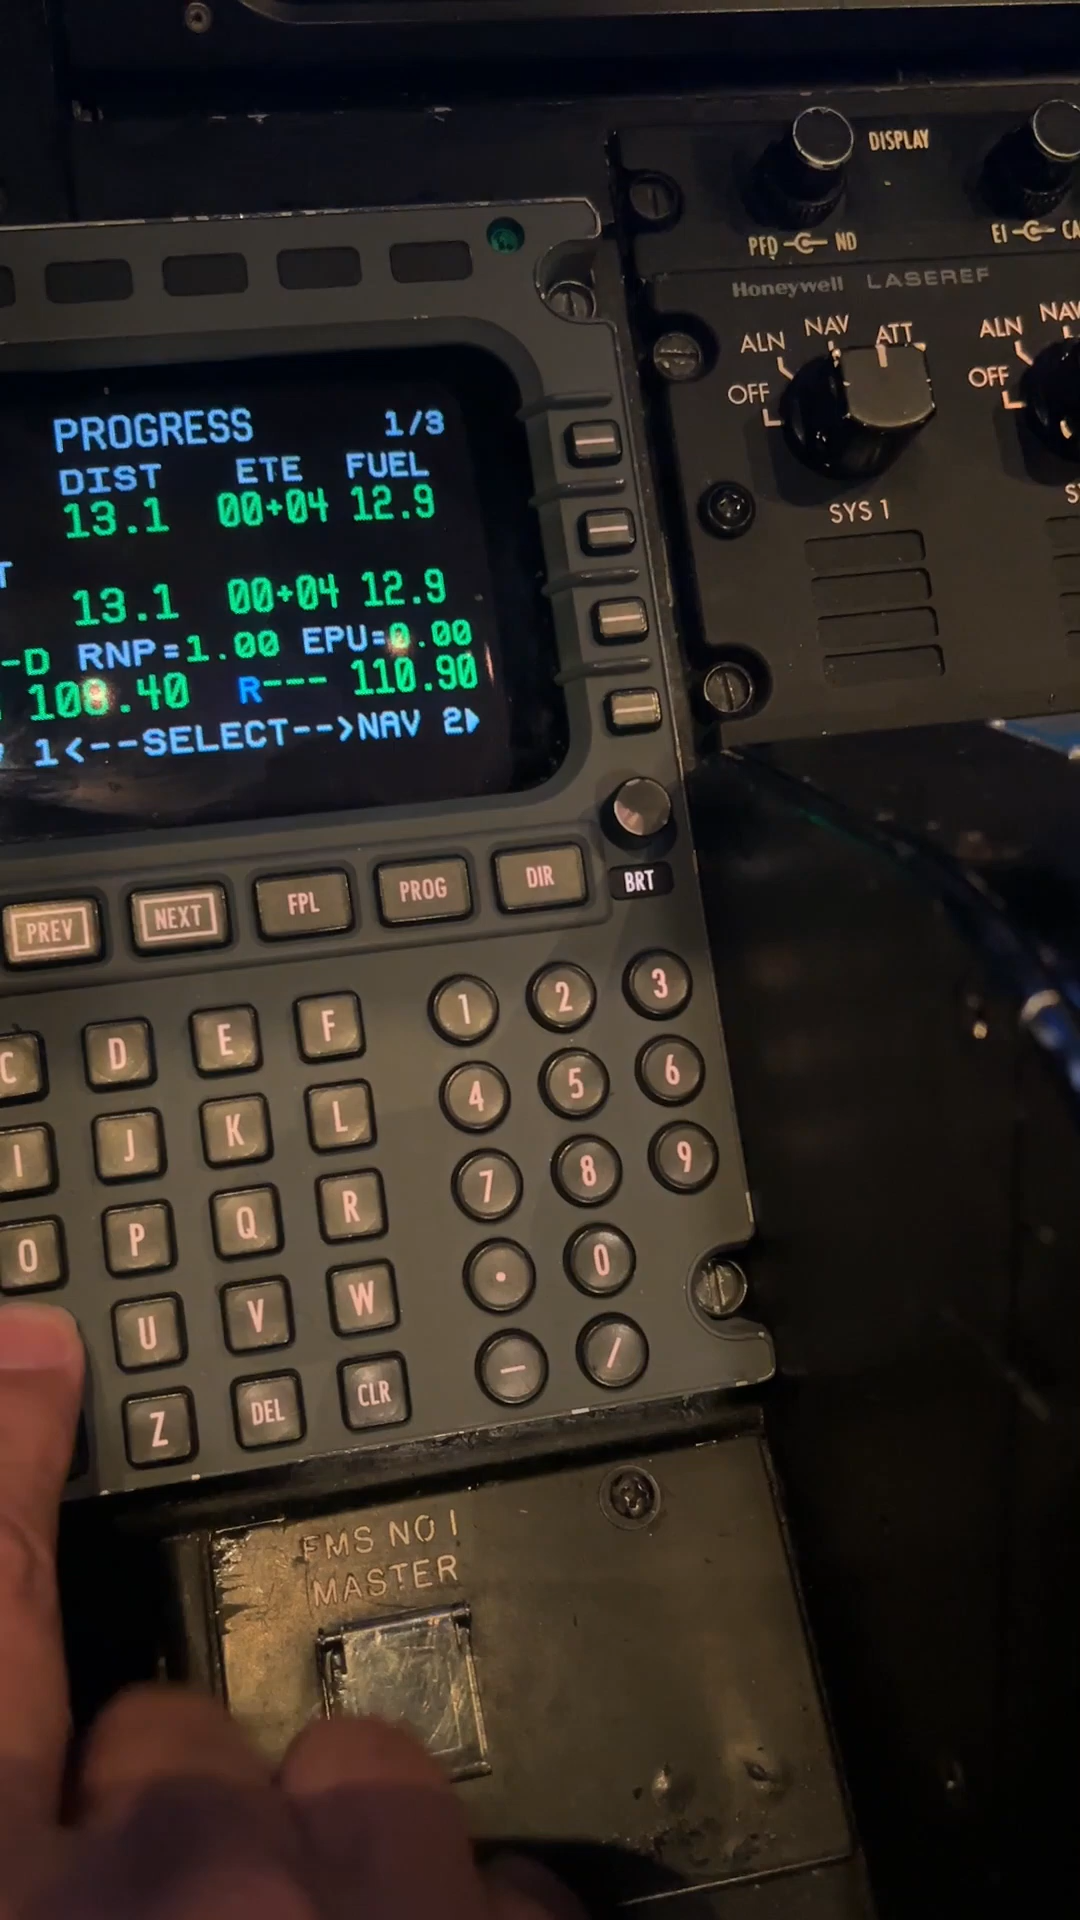 DISPLAY
PFD ND
EI CA
Honeywell LASEREF
ALN NAV ATT
OFF
SYS 1
ALN NAV
OFF
S
PROGRESS 1/3
DIST ETE FUEL
13.1 00+04 12.9
T
13.1 00+04 12.9
-D RNP=1.00 EPU=0.00
108.40 R--- 110.90
1<--SELECT-->NAV 2
BRT
PREV NEXT FPL PROG DIR
C D E F 1 2 3
I J K L 4 5 6
O P Q R 7 8 9
U V W . 0
Z DEL CLR — /
FMS NO 1
MASTER